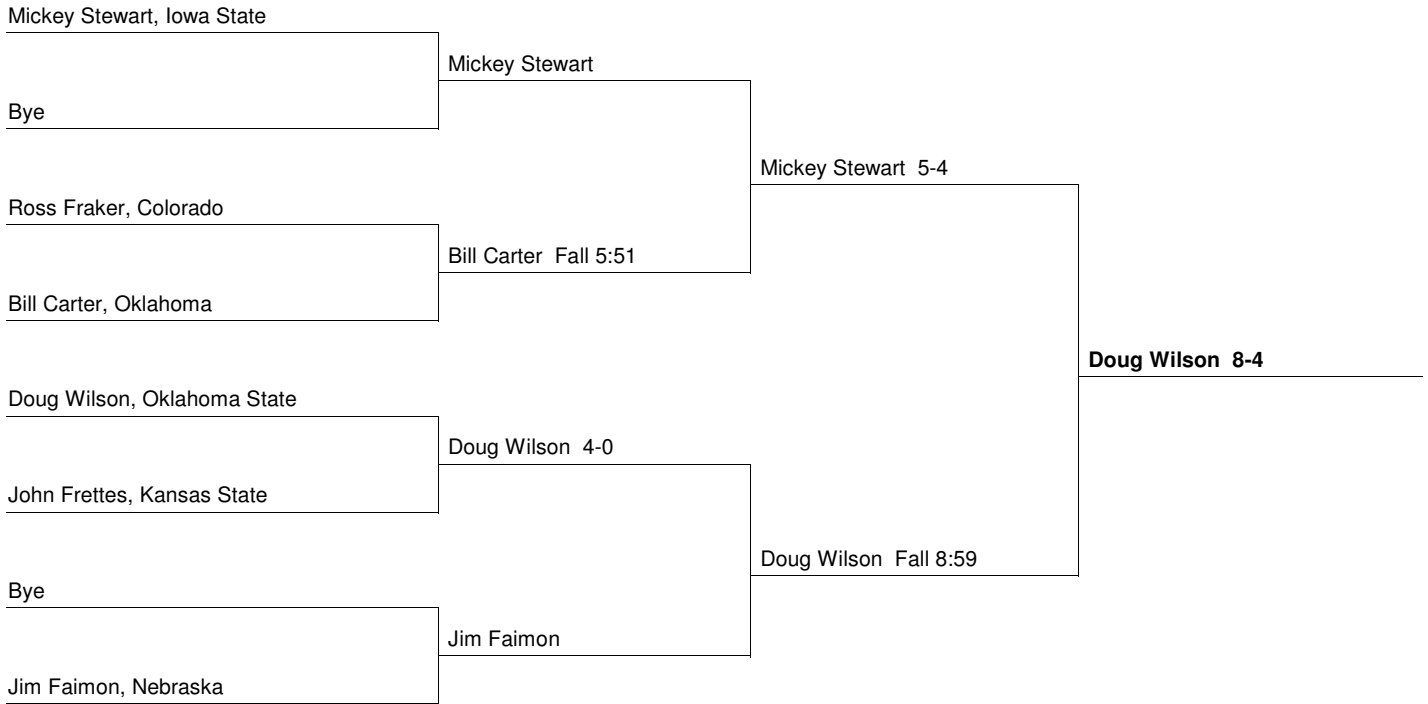 Mickey Stewart, Iowa State
Mickey Stewart
Bye
Mickey Stewart 5-4
Ross Fraker, Colorado
Bill Carter Fall 5:51
Bill Carter, Oklahoma
Doug Wilson 8-4
Doug Wilson, Oklahoma State
Doug Wilson 4-0
John Frettes, Kansas State
Doug Wilson Fall 8:59
Bye
Jim Faimon
Jim Faimon, Nebraska